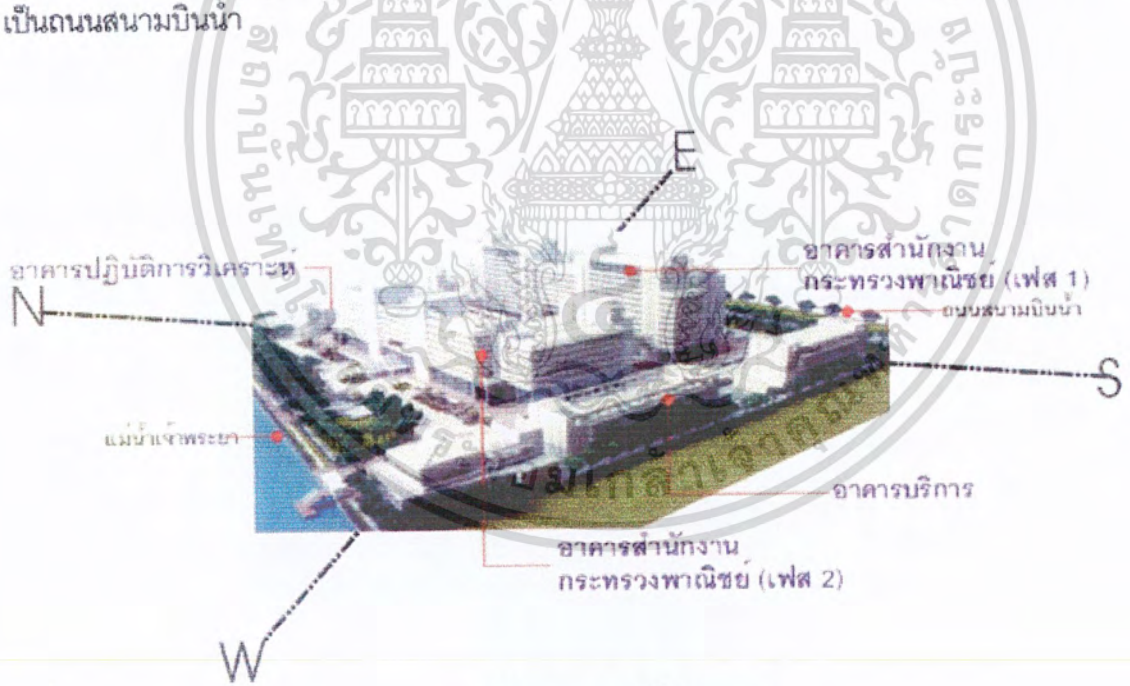 เป็นถนนสนามบินน้ำ
E
อาคารปฏิบัติการวิเคราะห์
N
อาคารสำนักงาน
กระทรวงพาณิชย์ (เฟส 1)
ถนนสนามบินน้ำ
S
แม่น้ำเจ้าพระยา
อาคารบริการ
อาคารสำนักงาน
กระทรวงพาณิชย์ (เฟส 2)
W